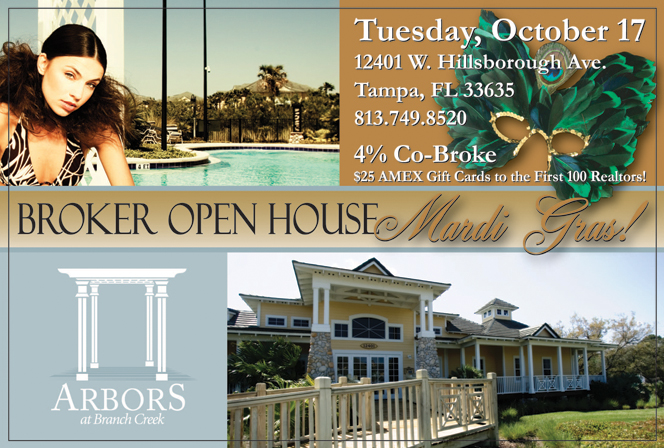 Tuesday, October 17
12401 W. Hillsborough Ave.
Tampa, FL 33635
813.749.8520
4% Co-Broke
$25 AMEX Gift Cards to the First 100 Realtors!
BROKER OPEN HOUSE Mardi Gras!
ARBORS
at Branch Creek